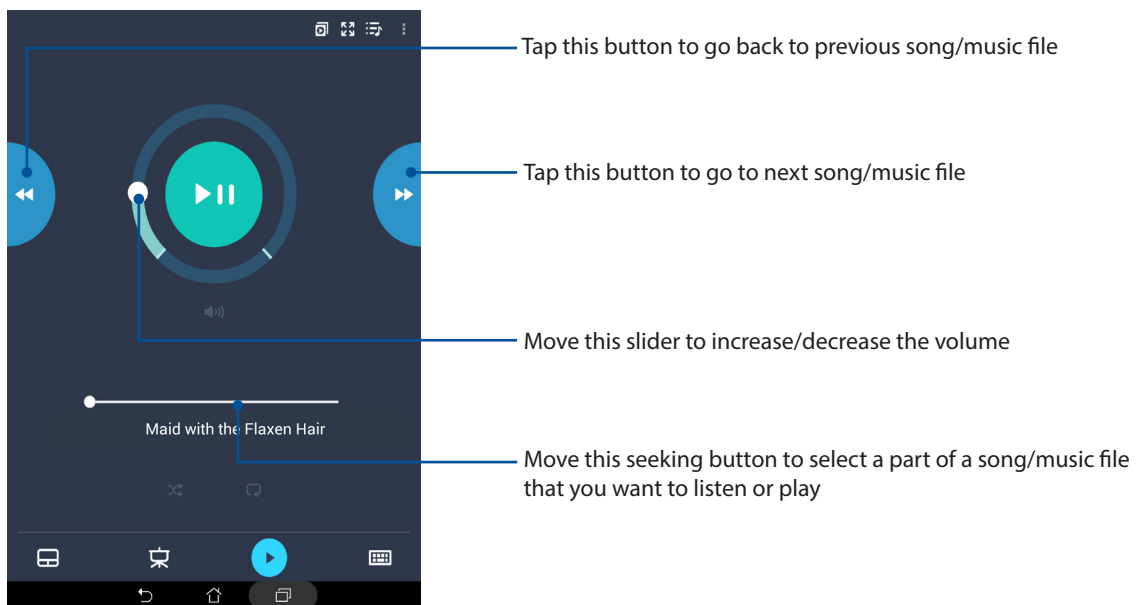 Tap this button to go back to previous song/music file
Tap this button to go to next song/music file
Move this slider to increase/decrease the volume
Maid with the Flaxen Hair
Move this seeking button to select a part of a song/music file
that you want to listen or play